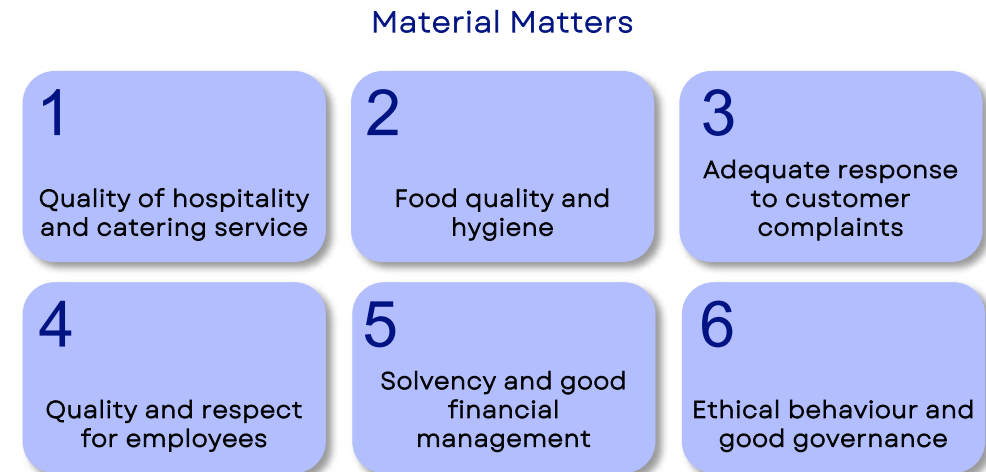 Material Matters
1
Quality of hospitality
and catering service
2
Food quality and
hygiene
3
Adequate response
to customer
complaints
4
Quality and respect
for employees
5
Solvency and good
financial
management
6
Ethical behaviour and
good governance